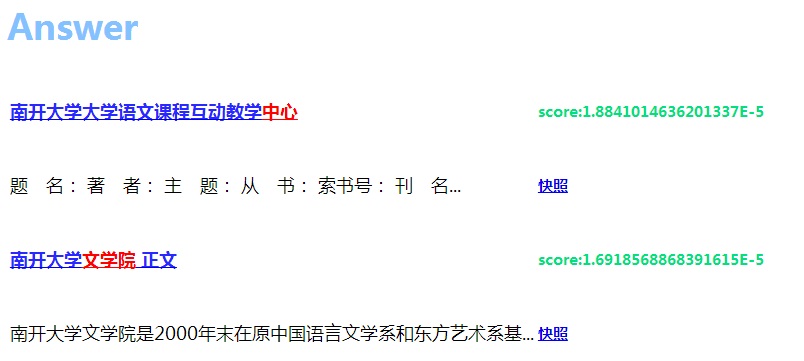 Answer
南开大学大学语文课程互动教学中心 score:1.8841014636201337E-5
题　名： 著　者： 主　题： 从　书： 索书号： 刊　名... 快照
南开大学文学院 正文 score:1.6918568868391615E-5
南开大学文学院是2000年末在原中国语言文学系和东方艺术系基... 快照